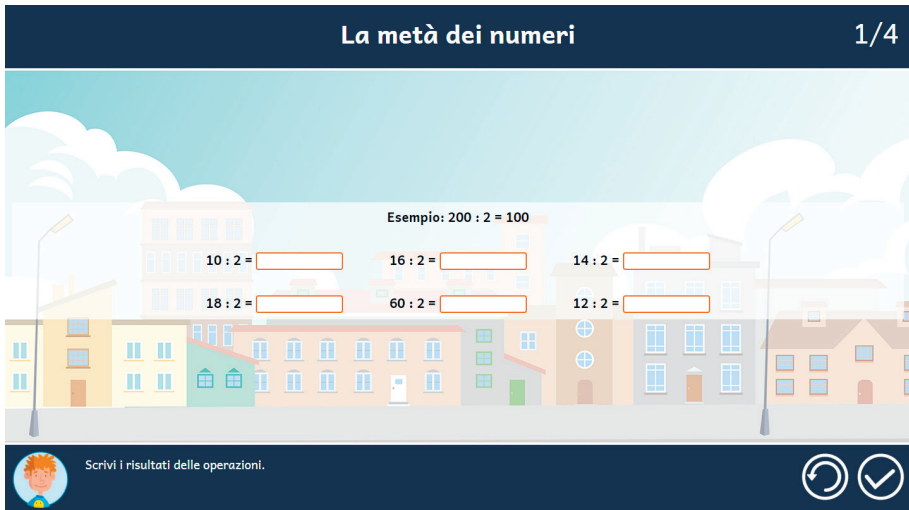 La metà dei numeri
1/4
Esempio: 200 : 2 = 100
10 : 2 =
16 : 2 =
14 : 2 =
18 : 2 =
60 : 2 =
12 : 2 =
Scrivi i risultati delle operazioni.